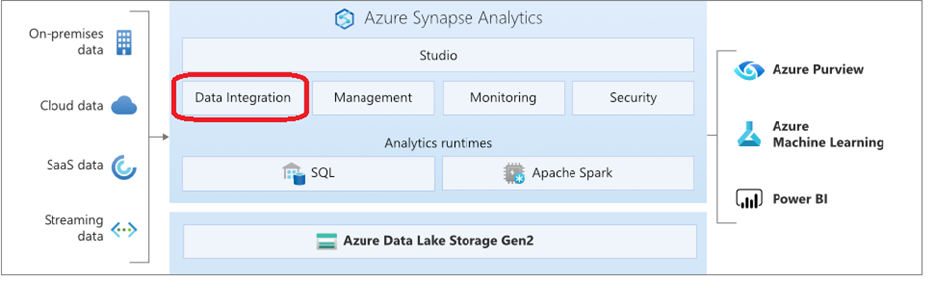 Azure Synapse Analytics
On-premises
data
Cloud data
SaaS data
Streaming
data
Studio
Data Integration
Management
Monitoring
Security
Analytics runtimes
SQL
Apache Spark
Azure Data Lake Storage Gen2
Azure Purview
Azure
Machine Learning
Power BI